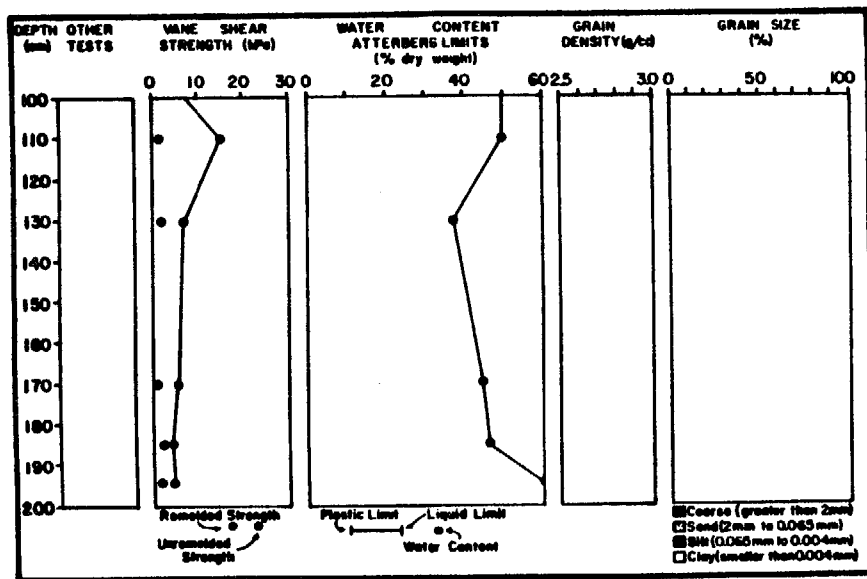 DEPTH OTHER VANE SHEAR WATER CONTENT GRAIN GRAIN SIZE
(cm) TESTS STRENGTH (kPa) ATTERBERG LIMITS DENSITY (g/cc) (%)
(% dry weight)
0 10 30 0 20 40 60 2.5 3.0 0 50 100
100
110
120
130
140
150
160
170
180
190
200
Remolded Strength
Unremolded
Strength
Plastic Limit Liquid Limit
Water Content
Coarse (greater than 2mm)
Sand (2mm to 0.065mm)
Silt (0.065mm to 0.004mm)
Clay (smaller than 0.004mm)